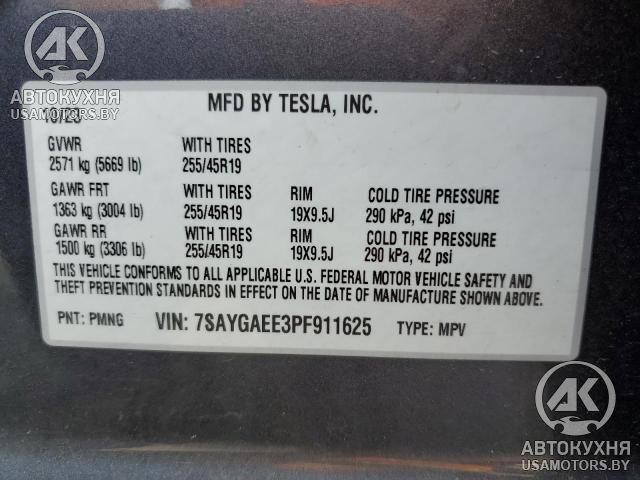 AK
АВТОКУХНЯ
USAMOTORS.BY
MFD BY TESLA, INC.
10/23
GVWR WITH TIRES
2571 kg (5669 lb) 255/45R19
GAWR FRT WITH TIRES RIM COLD TIRE PRESSURE
1363 kg (3004 lb) 255/45R19 19X9.5J 290 kPa, 42 psi
GAWR RR WITH TIRES RIM COLD TIRE PRESSURE
1500 kg (3306 lb) 255/45R19 19X9.5J 290 kPa, 42 psi
THIS VEHICLE CONFORMS TO ALL APPLICABLE U.S. FEDERAL MOTOR VEHICLE SAFETY AND
THEFT PREVENTION STANDARDS IN EFFECT ON THE DATE OF MANUFACTURE SHOWN ABOVE.
PNT: PMNG VIN: 7SAYGAEE3PF911625 TYPE: MPV
AK
АВТОКУХНЯ
USAMOTORS.BY